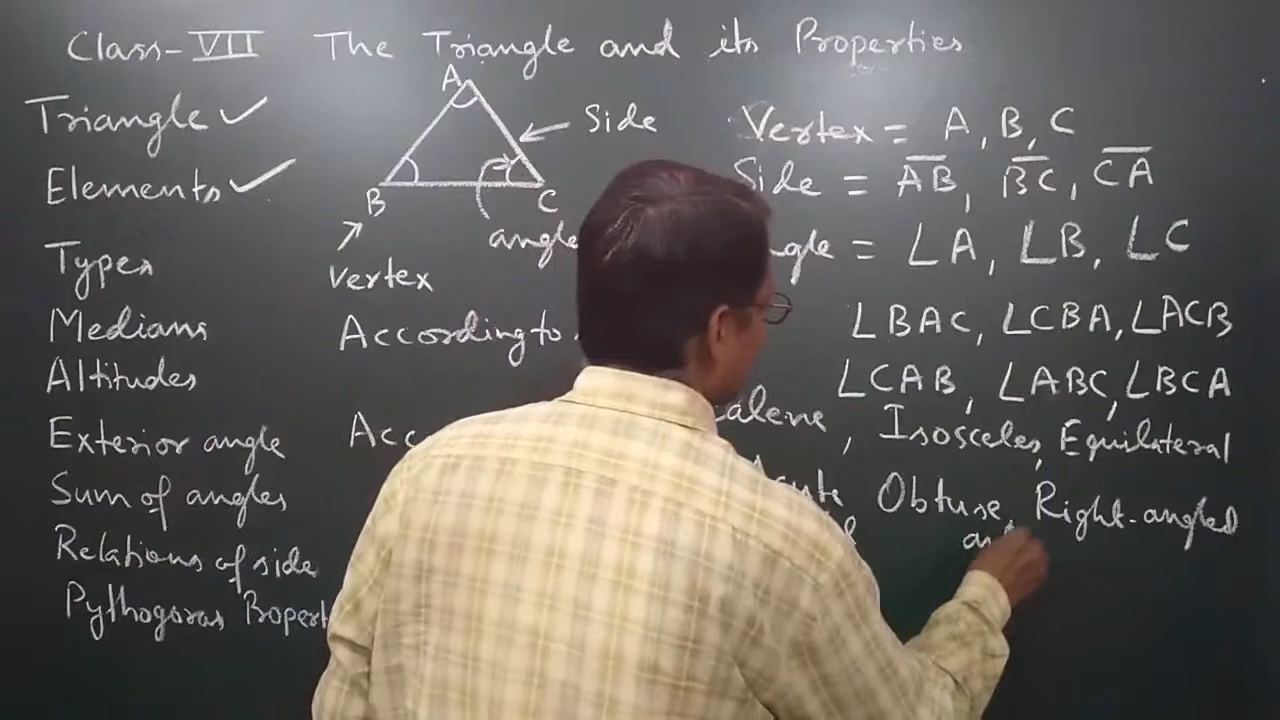 Class-VII The Triangle and its Properties
Triangle
Elements
Types
Medians
Altitudes
Exterior angle
Sum of angles
Relations of side
Pythogoras Propert
A
B
C
Side
angle
Vertex
Vertex = A, B, C
Side = AB, BC, CA
= ∠A, ∠B, ∠C
∠BAC, ∠CBA, ∠ACB
∠CAB, ∠ABC, ∠BCA
According to
Acc
alene, Isosceles, Equilateral
Obtuse, Right-angled